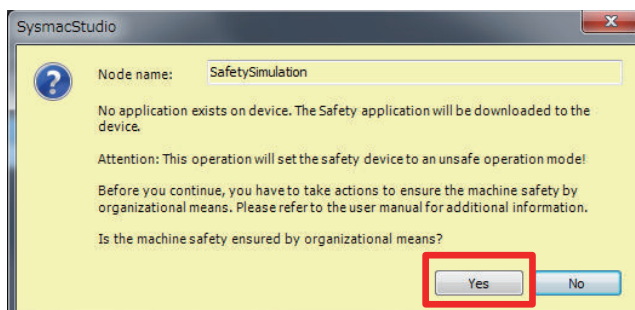 SysmacStudio
Node name: SafetySimulation
No application exists on device. The Safety application will be downloaded to the
device.
Attention: This operation will set the safety device to an unsafe operation mode!
Before you continue, you have to take actions to ensure the machine safety by
organizational means. Please refer to the user manual for additional information.
Is the machine safety ensured by organizational means?
Yes No